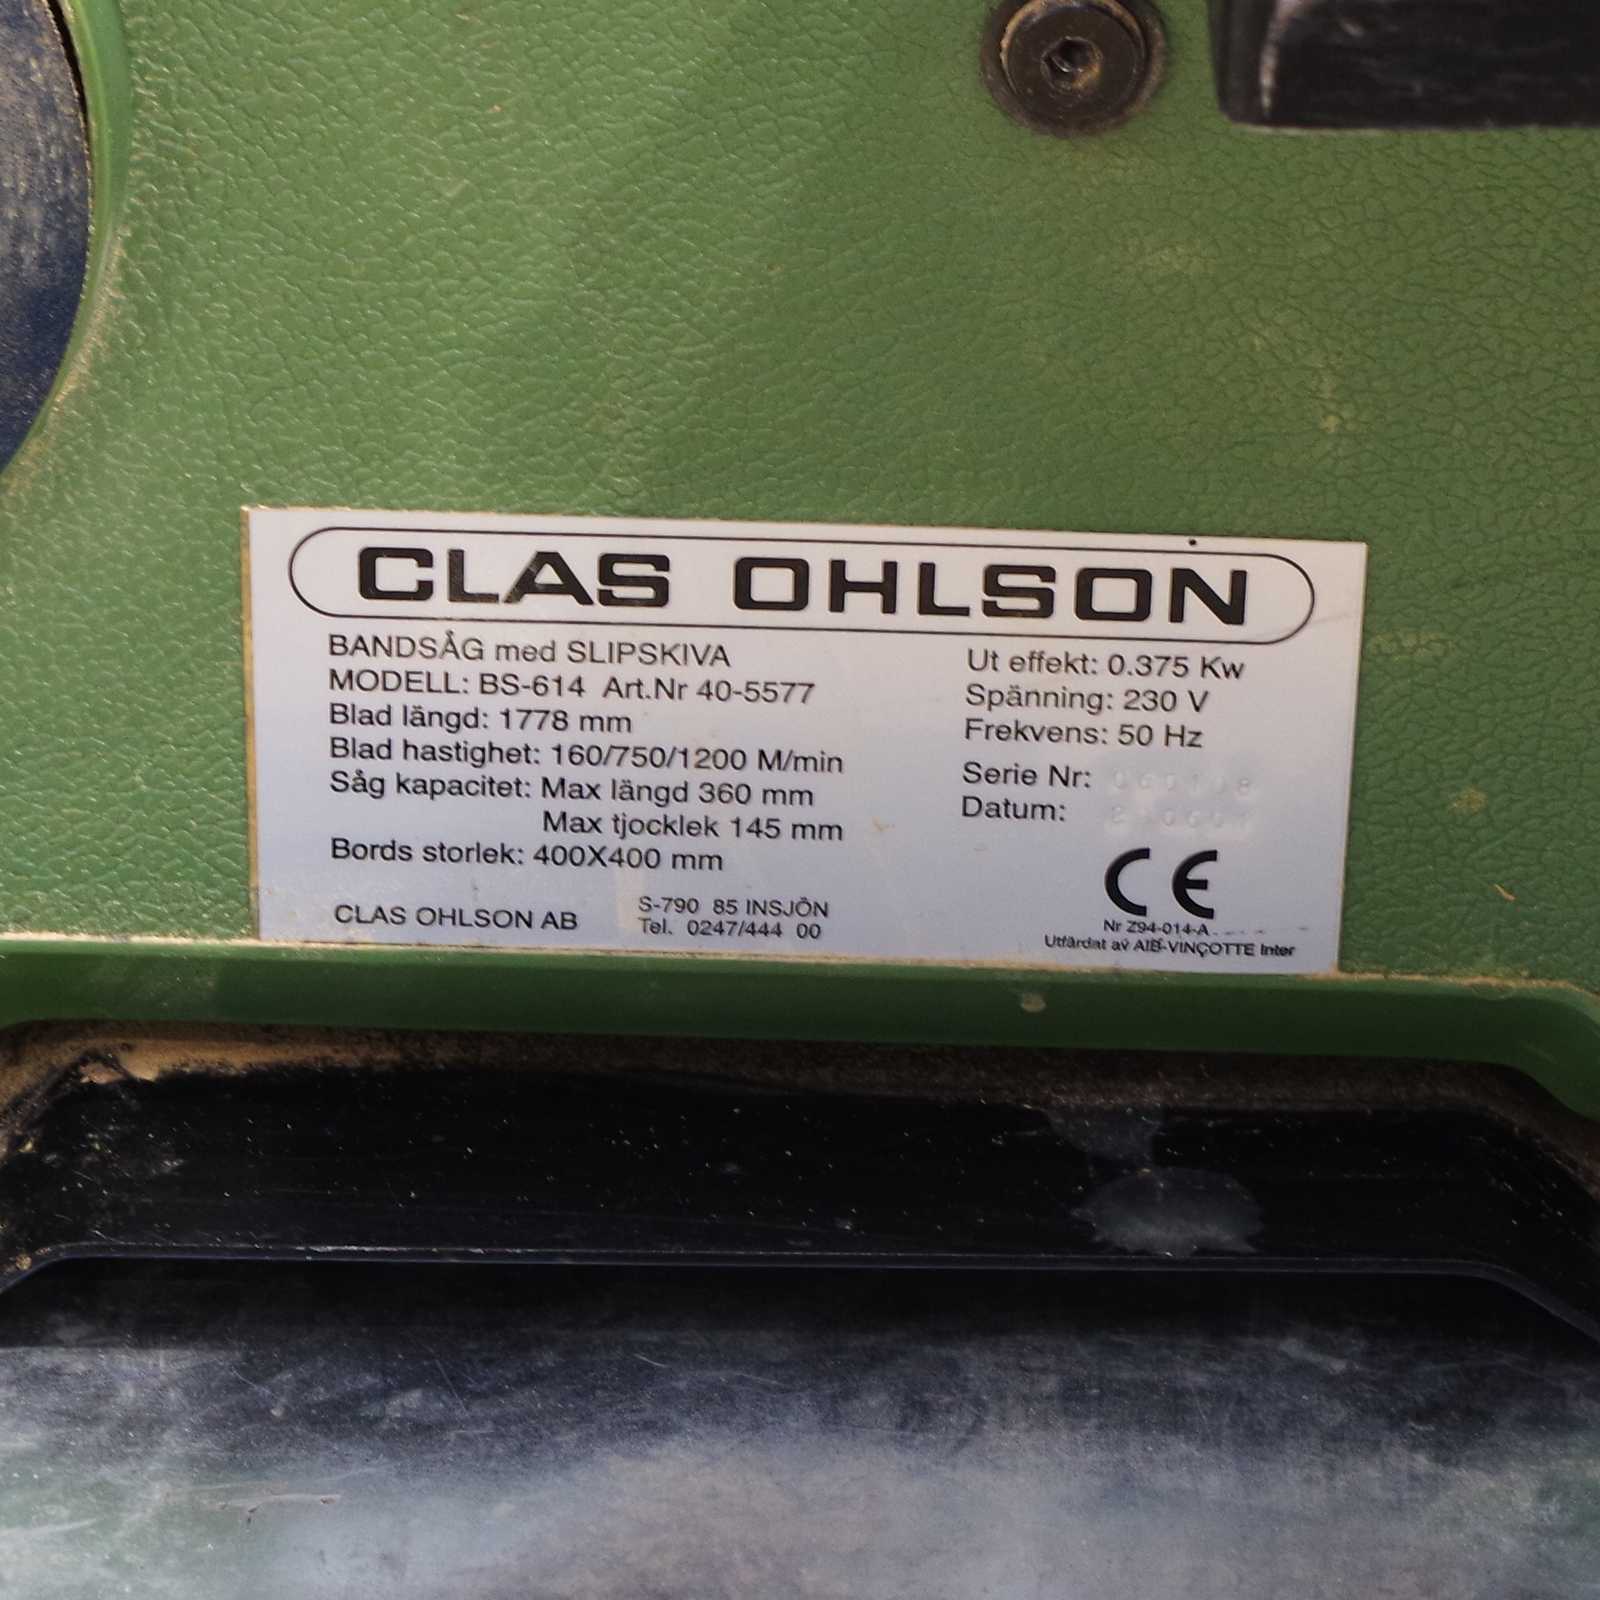 CLAS OHLSON
BANDSÅG med SLIPSKIVA
MODELL: BS-614 Art.Nr 40-5577
Blad längd: 1778 mm
Blad hastighet: 160/750/1200 M/min
Såg kapacitet: Max längd 360 mm
Max tjocklek 145 mm
Bords storlek: 400X400 mm
CLAS OHLSON AB
S-790 85 INSJÖN
Tel. 0247/444 00
Ut effekt: 0.375 Kw
Spänning: 230 V
Frekvens: 50 Hz
Serie Nr:
Datum:
CE
Nr Z94-014-A
Utfärdat av AIB-VINÇOTTE Inter